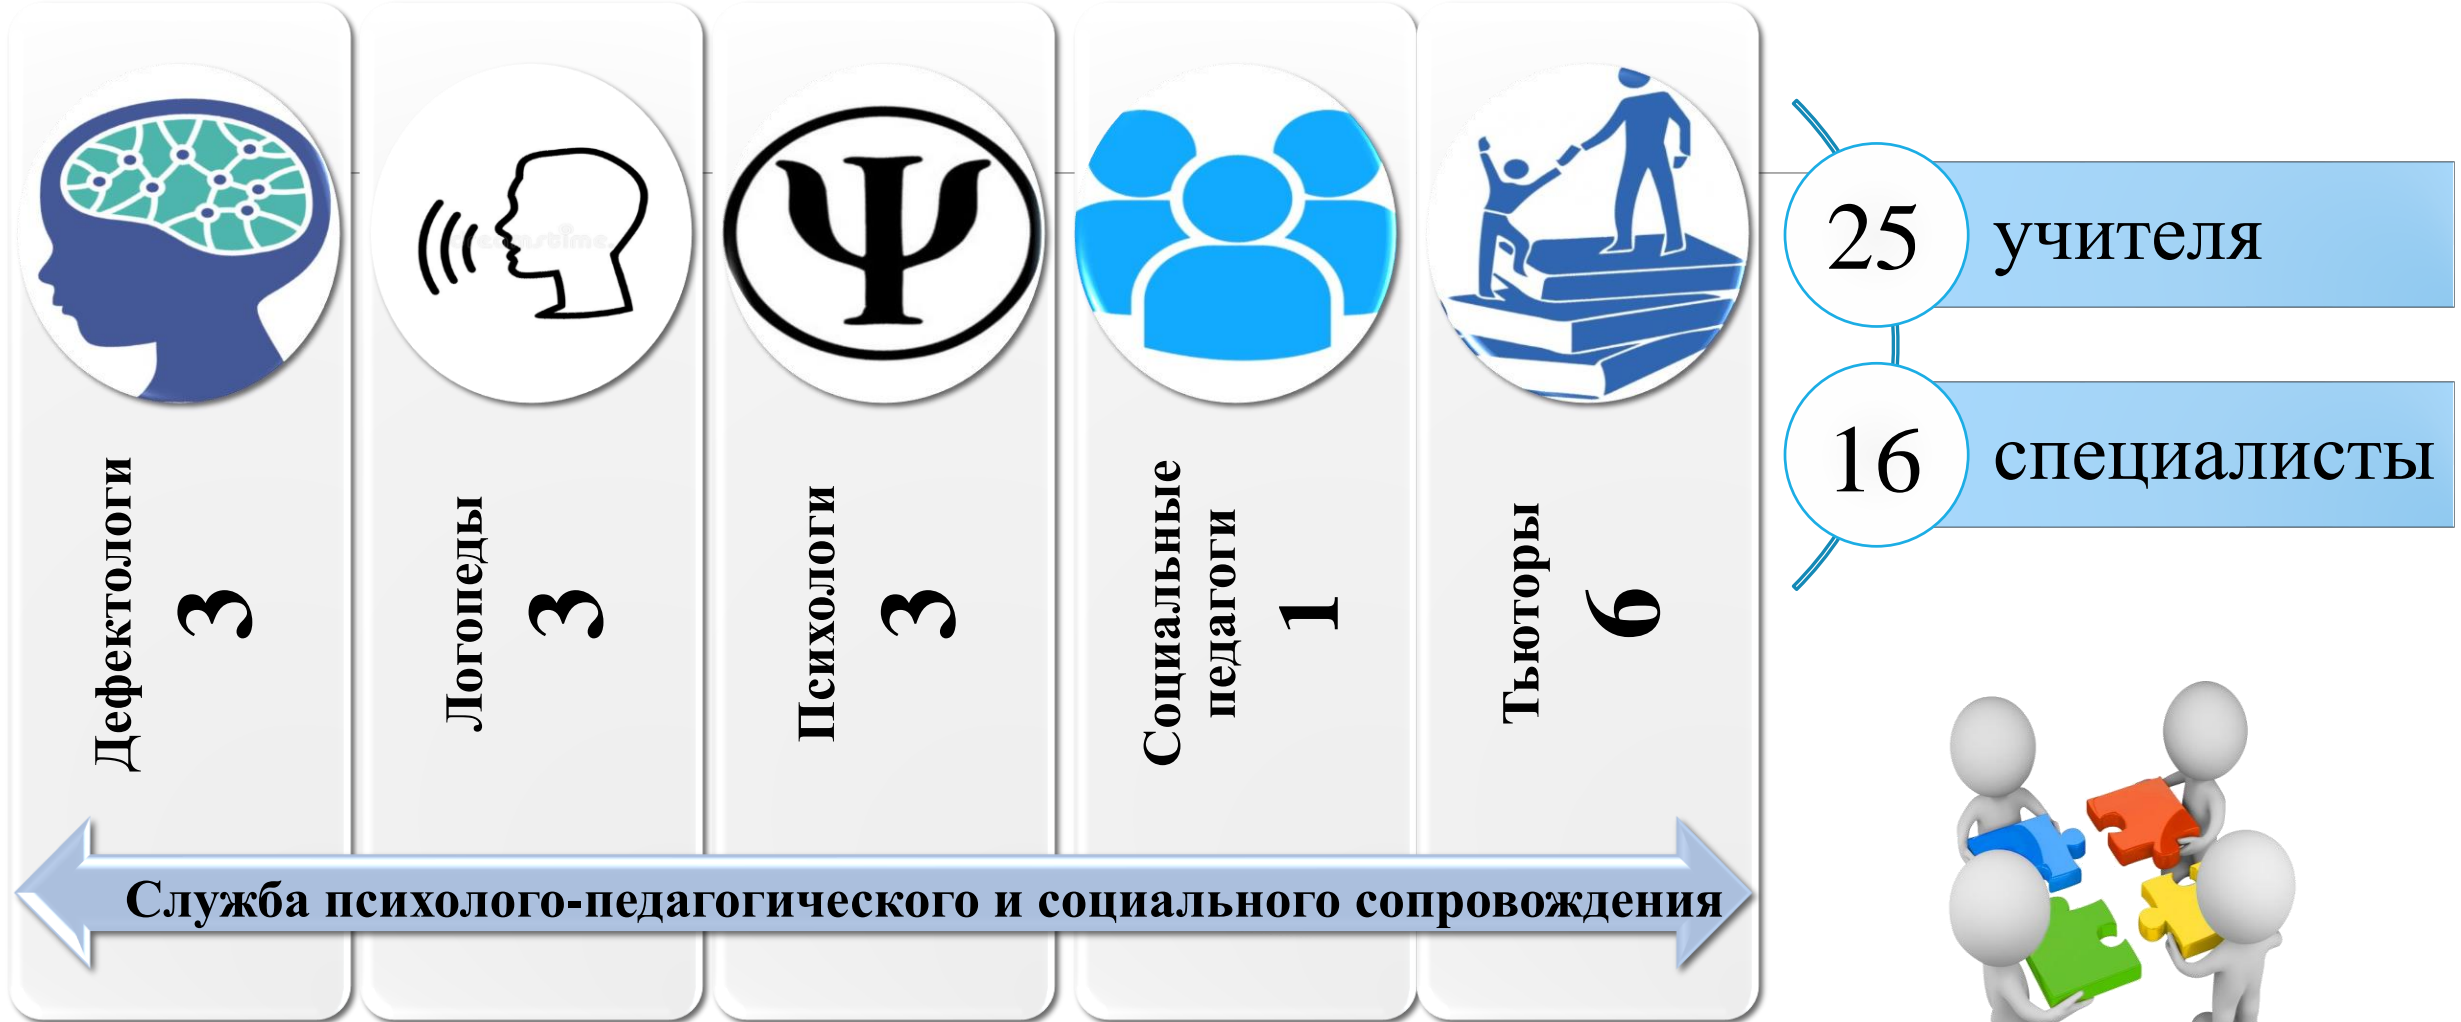 Дефектологи
3
Логопеды
3
Психологи
3
Социальные
педагоги
1
Тьюторы
6
Служба психолого-педагогического и социального сопровождения
25
учителя
16
специалисты